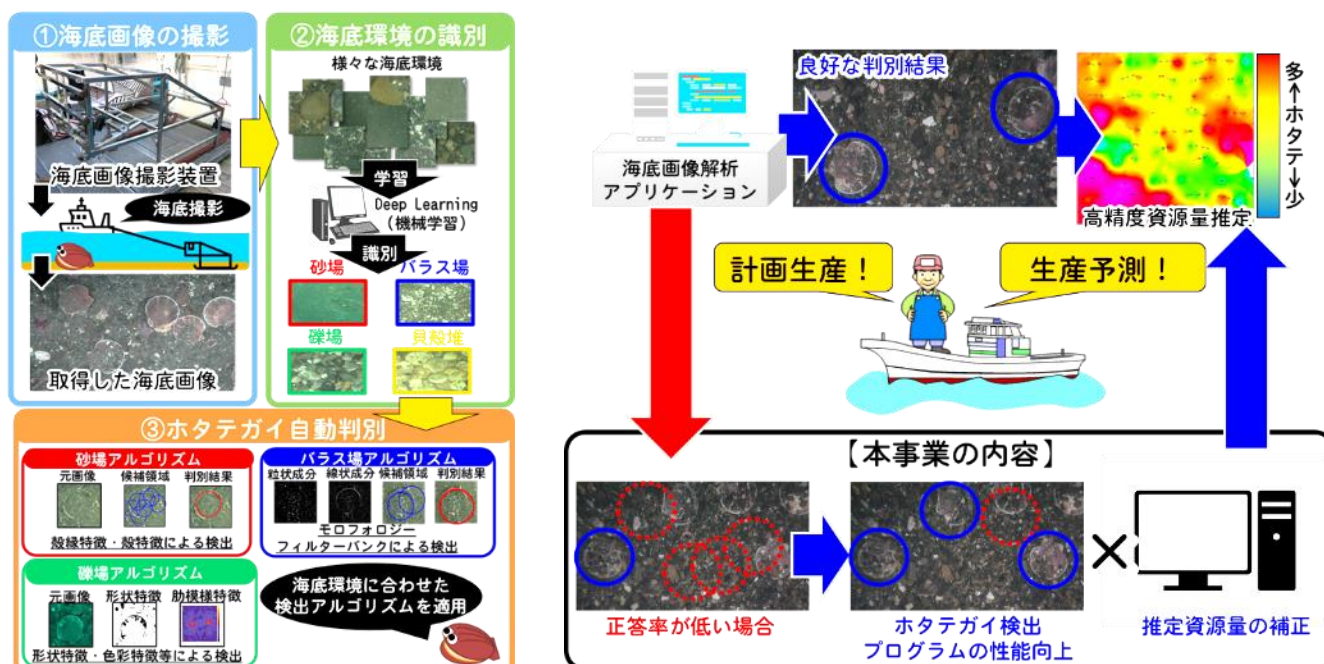 ①海底画像の撮影
海底画像撮影装置
海底撮影
取得した海底画像
②海底環境の識別
様々な海底環境
学習
Deep Learning
(機械学習)
識別
砂場
バラス場
礫場
貝殻堆
③ホタテガイ自動判別
砂場アルゴリズム
元画像
候補領域
判別結果
殻縁特徴・殻特徴による検出
バラス場アルゴリズム
粒状成分
線状成分
候補領域
判別結果
モロフォロジー
フィルターバンクによる検出
礫場アルゴリズム
元画像
形状特徴
肋模様特徴
形状特徴・色彩特徴等による検出
海底環境に合わせた
検出アルゴリズムを適用
海底画像解析
アプリケーション
良好な判別結果
多←ホタテ→少
高精度資源量推定
計画生産!
生産予測!
【本事業の内容】
正答率が低い場合
ホタテガイ検出
プログラムの性能向上
×
推定資源量の補正